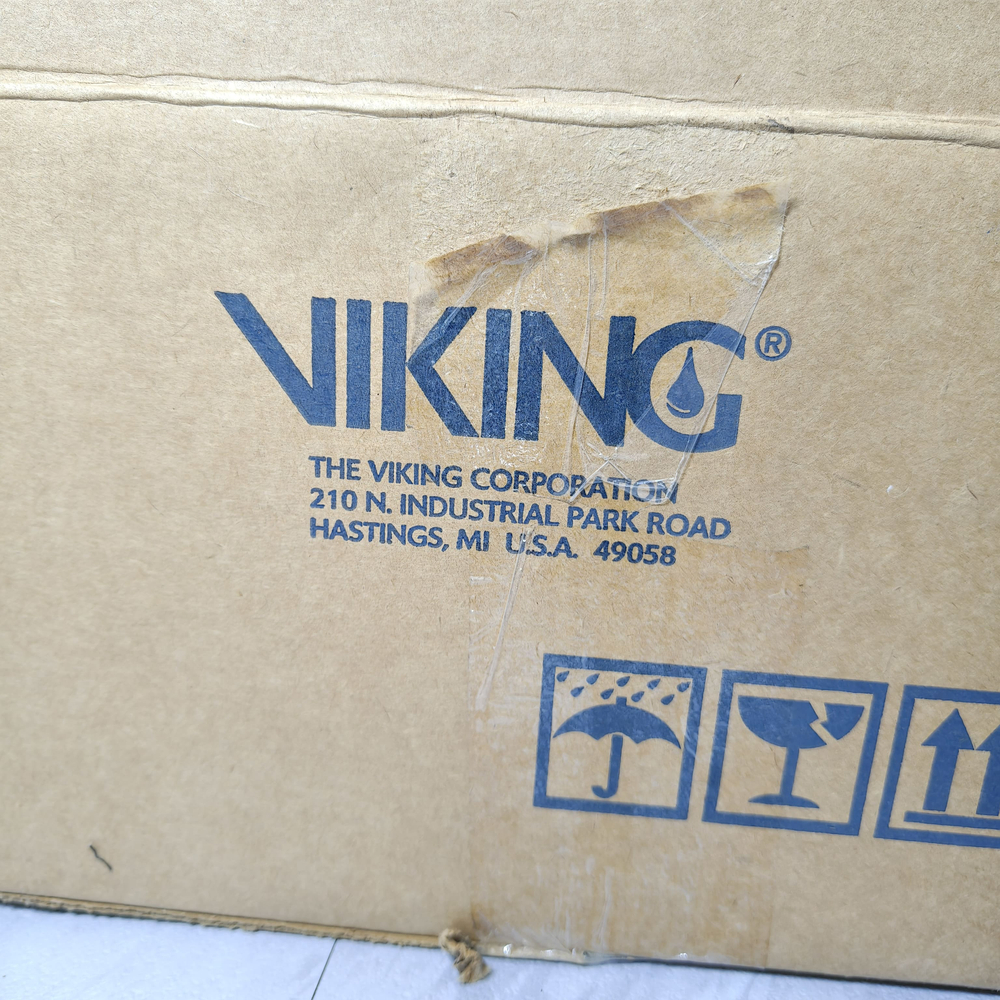 VIKING®
THE VIKING CORPORATION
210 N. INDUSTRIAL PARK ROAD
HASTINGS, MI U.S.A. 49058